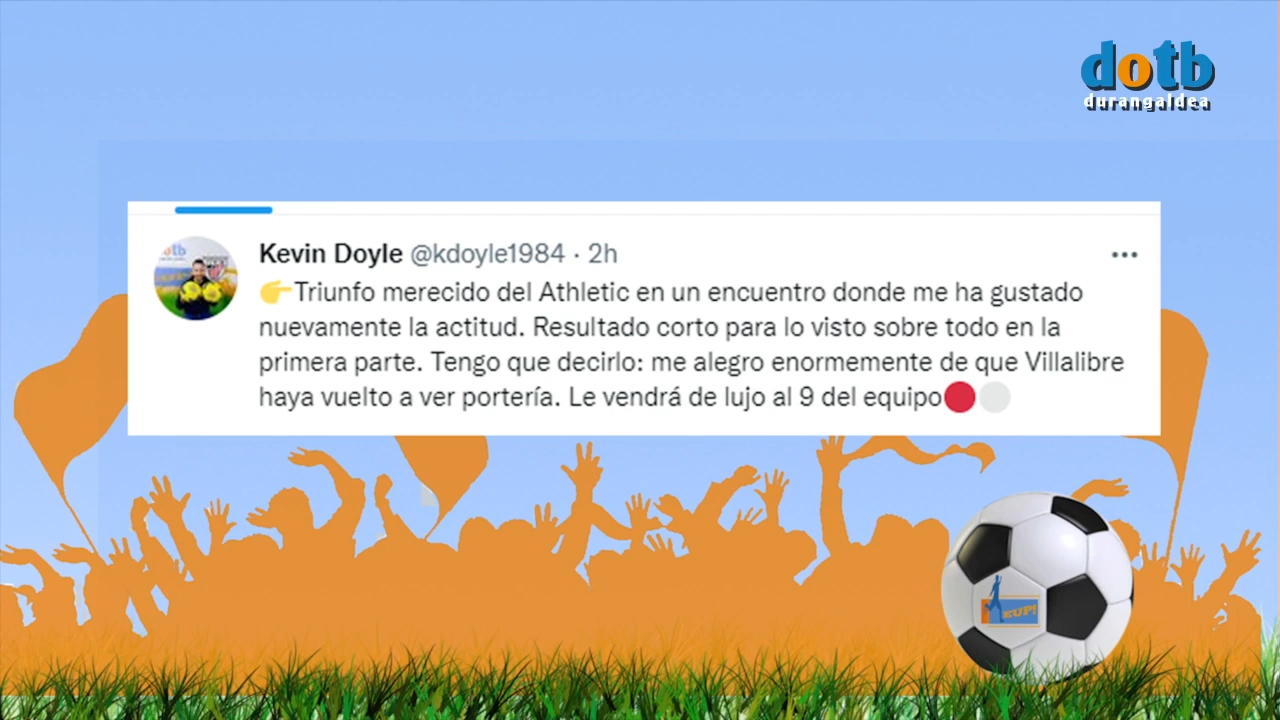 dotb
durangaldea
Kevin Doyle @kdoyle1984 · 2h
👉Triunfo merecido del Athletic en un encuentro donde me ha gustado
nuevamente la actitud. Resultado corto para lo visto sobre todo en la
primera parte. Tengo que decirlo: me alegro enormemente de que Villalibre
haya vuelto a ver portería. Le vendrá de lujo al 9 del equipo🔴⚪
EUP!